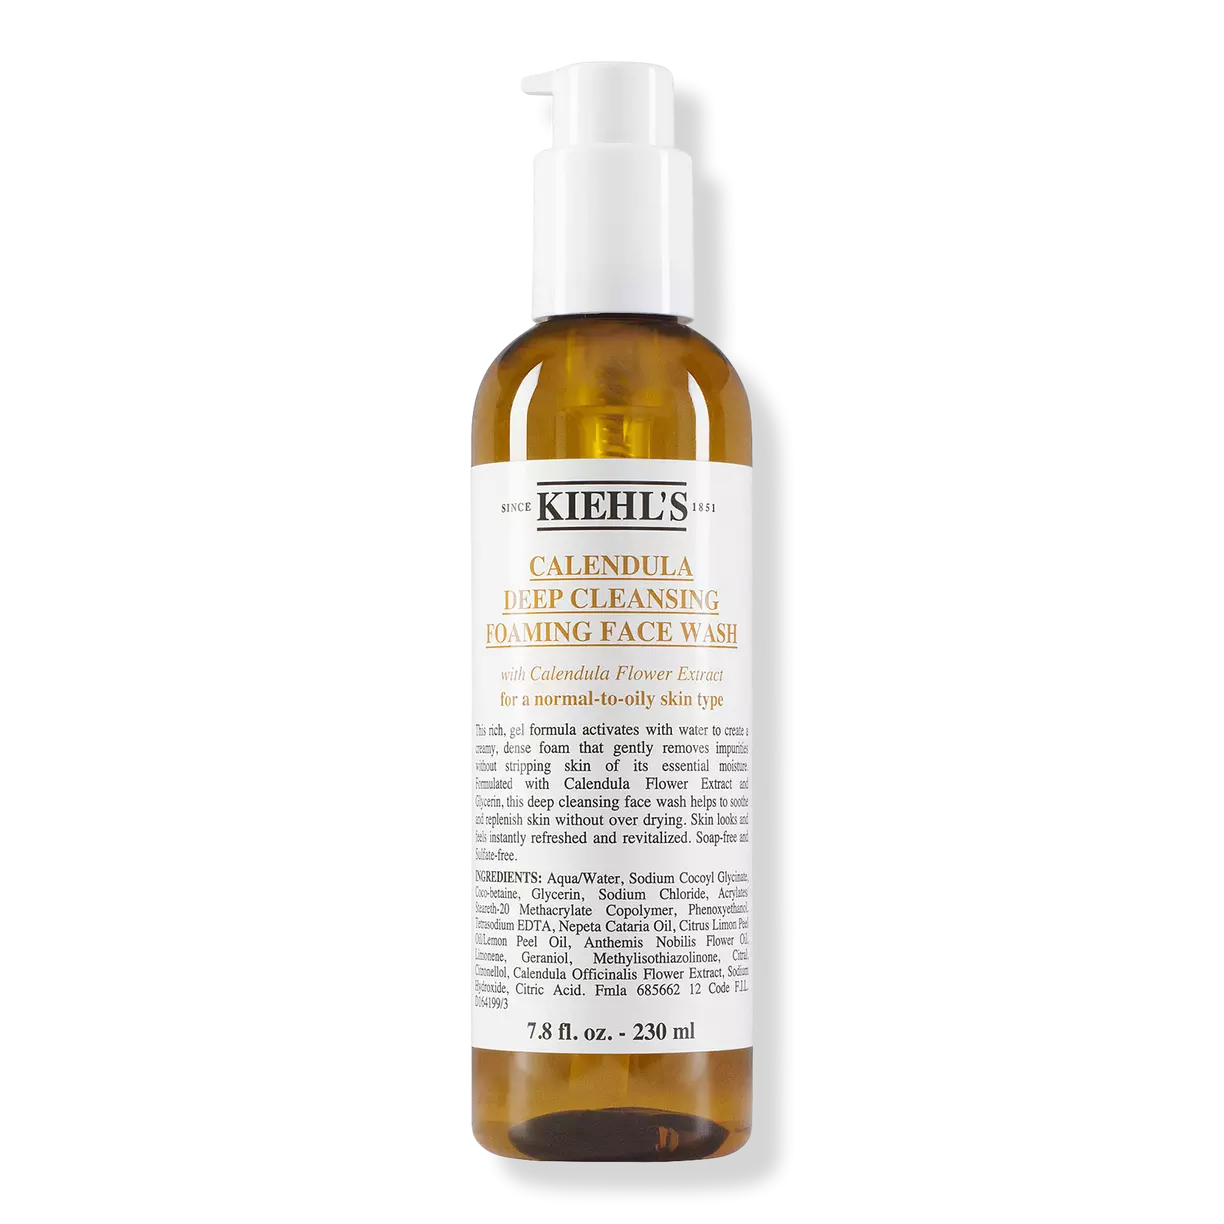 SINCE KIEHL'S 1851
CALENDULA
DEEP CLEANSING
FOAMING FACE WASH
with Calendula Flower Extract
for a normal-to-oily skin type
This rich, gel formula activates with water to create a
creamy, dense foam that gently removes impurities
without stripping skin of its essential moisture.
Formulated with Calendula Flower Extract and
Glycerin, this deep cleansing face wash helps to soothe
and replenish skin without over drying. Skin looks and
feels instantly refreshed and revitalized. Soap-free and
Sulfate-free.
INGREDIENTS: Aqua/Water, Sodium Cocoyl Glycinate,
Coco-betaine, Glycerin, Sodium Chloride, Acrylates/
Steareth-20 Methacrylate Copolymer, Phenoxyethanol,
Tetrasodium EDTA, Nepeta Cataria Oil, Citrus Limon Peel
Oil/Lemon Peel Oil, Anthemis Nobilis Flower Oil,
Limonene, Geraniol, Methylisothiazolinone, Citral,
Citronellol, Calendula Officinalis Flower Extract, Sodium
Hydroxide, Citric Acid. Fmla 685662 12 Code F.I.L.
D164199/3
7.8 fl. oz. - 230 ml